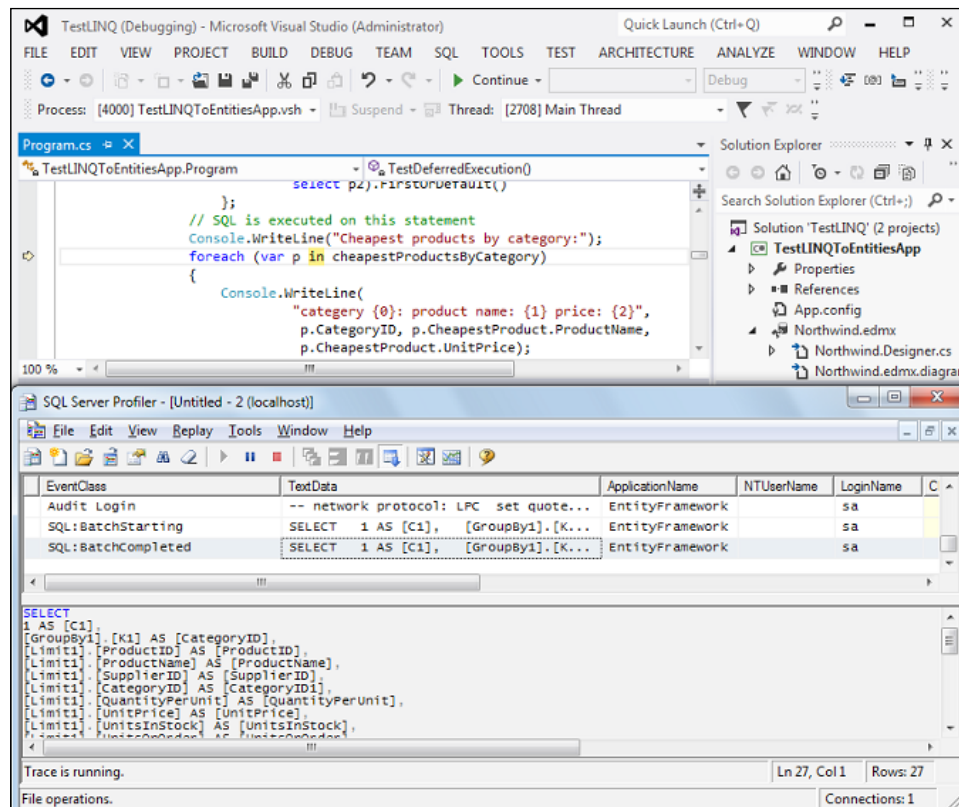 TestLINQ (Debugging) - Microsoft Visual Studio (Administrator) Quick Launch (Ctrl+Q)
FILE EDIT VIEW PROJECT BUILD DEBUG TEAM SQL TOOLS TEST ARCHITECTURE ANALYZE WINDOW HELP
Continue Debug
Process: [4000] TestLINQToEntitiesApp.vsh Suspend Thread: [2708] Main Thread
Program.cs
TestLINQToEntitiesApp.Program TestDeferredExecution()
select p2).FirstOrDefault()
};
// SQL is executed on this statement
Console.WriteLine("Cheapest products by category:");
foreach (var p in cheapestProductsByCategory)
{
Console.WriteLine(
"categery {0}: product name: {1} price: {2}",
p.CategoryID, p.CheapestProduct.ProductName,
p.CheapestProduct.UnitPrice);
100 %
Solution Explorer
Search Solution Explorer (Ctrl+;)
Solution 'TestLINQ' (2 projects)
TestLINQToEntitiesApp
Properties
References
App.config
Northwind.edmx
Northwind.Designer.cs
Northwind.edmx.diagra
SQL Server Profiler - [Untitled - 2 (localhost)]
File Edit View Replay Tools Window Help
EventClass TextData ApplicationName NTUserName LoginName C
Audit Login -- network protocol: LPC set quote... EntityFramework sa
SQL:BatchStarting SELECT 1 AS [C1], [GroupBy1].[K... EntityFramework sa
SQL:BatchCompleted SELECT 1 AS [C1], [GroupBy1].[K... EntityFramework sa
SELECT
1 AS [C1],
[GroupBy1].[K1] AS [CategoryID],
[Limit1].[ProductID] AS [ProductID],
[Limit1].[ProductName] AS [ProductName],
[Limit1].[SupplierID] AS [SupplierID],
[Limit1].[CategoryID] AS [CategoryID1],
[Limit1].[QuantityPerUnit] AS [QuantityPerUnit],
[Limit1].[UnitPrice] AS [UnitPrice],
[Limit1].[UnitsInStock] AS [UnitsInStock],
[Limit1].[UnitsOnOrder] AS [UnitsOnOrder],
Trace is running. Ln 27, Col 1 Rows: 27
File operations. Connections: 1